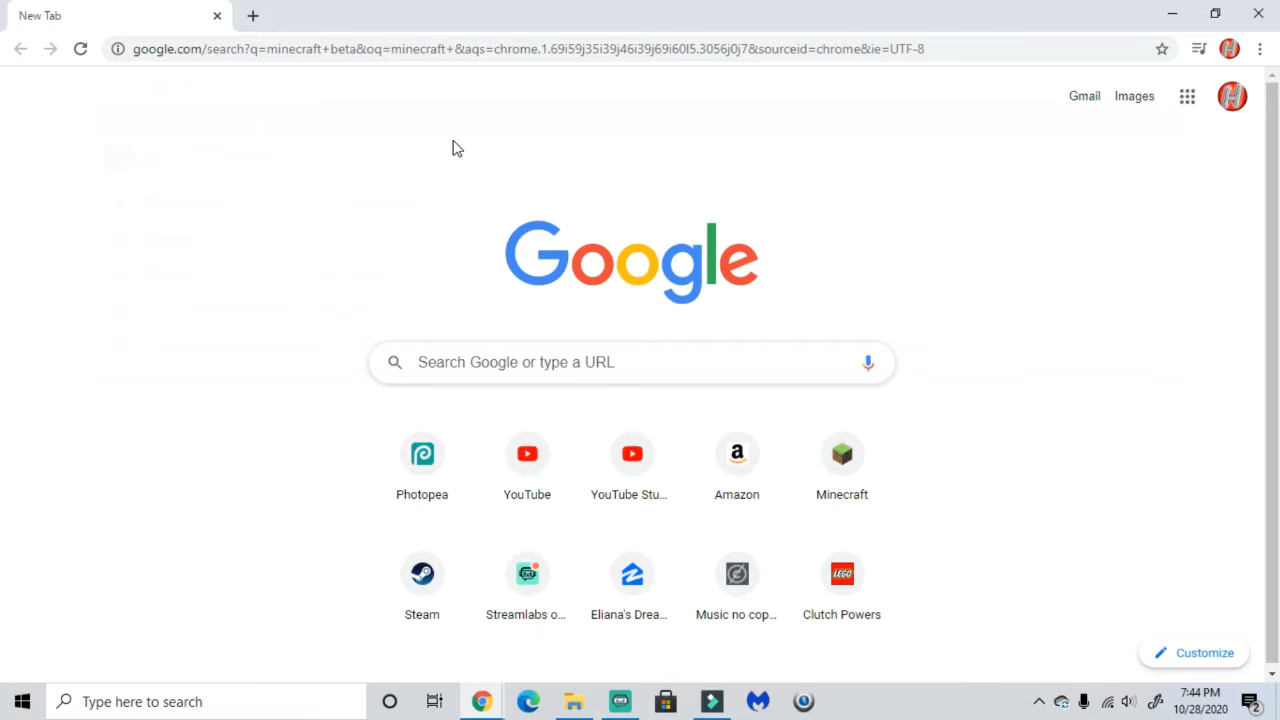 New Tab
google.com/search?q=minecraft+beta&oq=minecraft+&aqs=chrome.1.69i59j35i39j46i39j69i60l5.3056j0j7&sourceid=chrome&ie=UTF-8
Gmail Images
Google
Search Google or type a URL
Photopea YouTube YouTube Stu... Amazon Minecraft
Steam Streamlabs o... Eliana's Drea... Music no cop... Clutch Powers
Customize
Type here to search
7:44 PM
10/28/2020
2